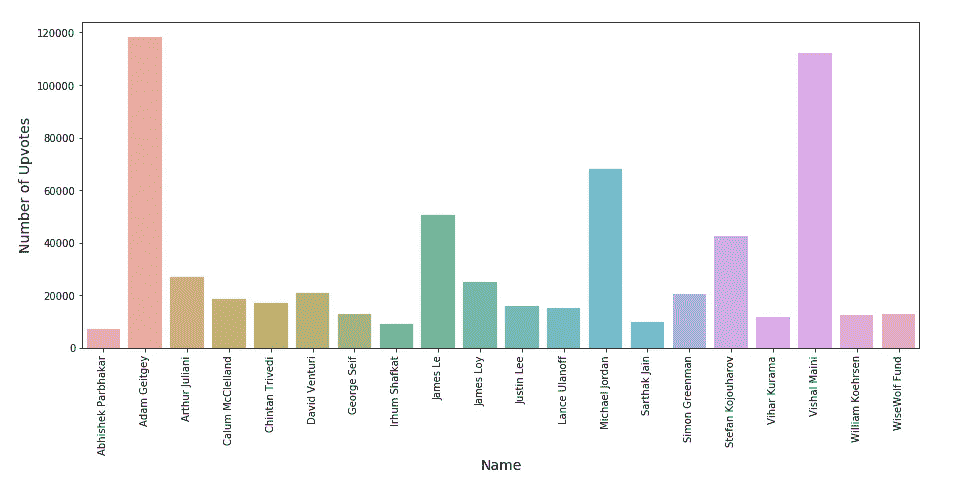 120000
100000
80000
60000
40000
20000
0
Number of Upvotes
Abhishek Parbhakar
Adam Geitgey
Arthur Juliani
Calum McClelland
Chintan Trivedi
David Venturi
George Seif
Irhum Shafkat
James Le
James Loy
Justin Lee
Lance Ulanoff
Michael Jordan
Sarthak Jain
Simon Greenman
Stefan Kojouharov
Vihar Kurama
Vishal Maini
William Koehrsen
WiseWolf Fund
Name